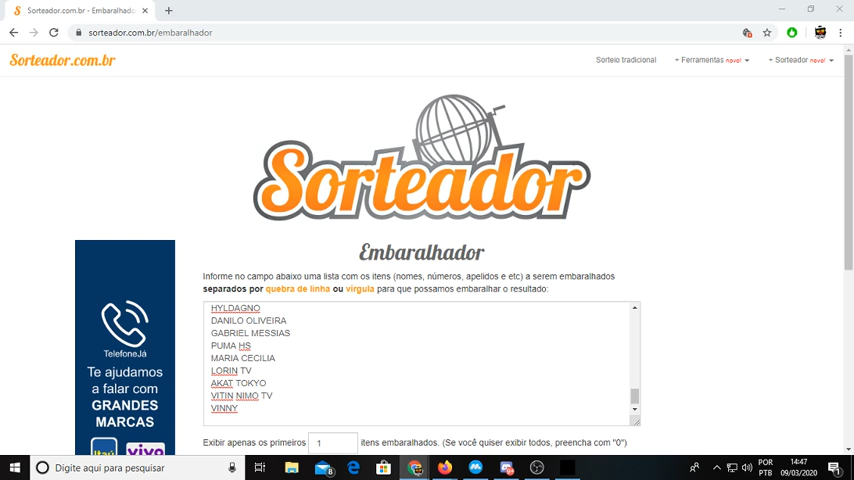 Sorteador.com.br - Embaralhado
sorteador.com.br/embaralhador
Sorteador.com.br
Sorteio tradicional
+ Ferramentas novo!
+ Sorteador novo!
Sorteador
Embaralhador
Informe no campo abaixo uma lista com os itens (nomes, números, apelidos e etc) a serem embaralhados
separados por quebra de linha ou vírgula para que possamos embaralhar o resultado:
HYLDAGNO
DANILO OLIVEIRA
GABRIEL MESSIAS
PUMA HS
MARIA CECILIA
LORIN TV
AKAT TOKYO
VITIN NIMO TV
VINNY
TelefoneJá
Te ajudamos
a falar com
GRANDES
MARCAS
Itaú
vivo
Exibir apenas os primeiros 1 itens embaralhados. (Se você quiser exibir todos, preencha com "0")
Digite aqui para pesquisar
8
POR
PTB
14:47
09/03/2020
1